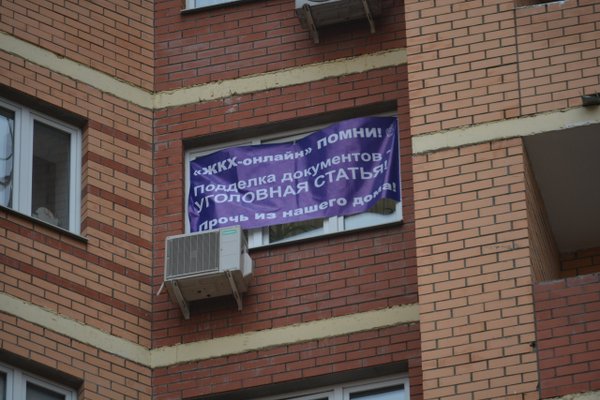 «ЖКХ-онлайн» ПОМНИ!
Подделка документов
УГОЛОВНАЯ СТАТЬЯ!
Прочь из нашего дома!